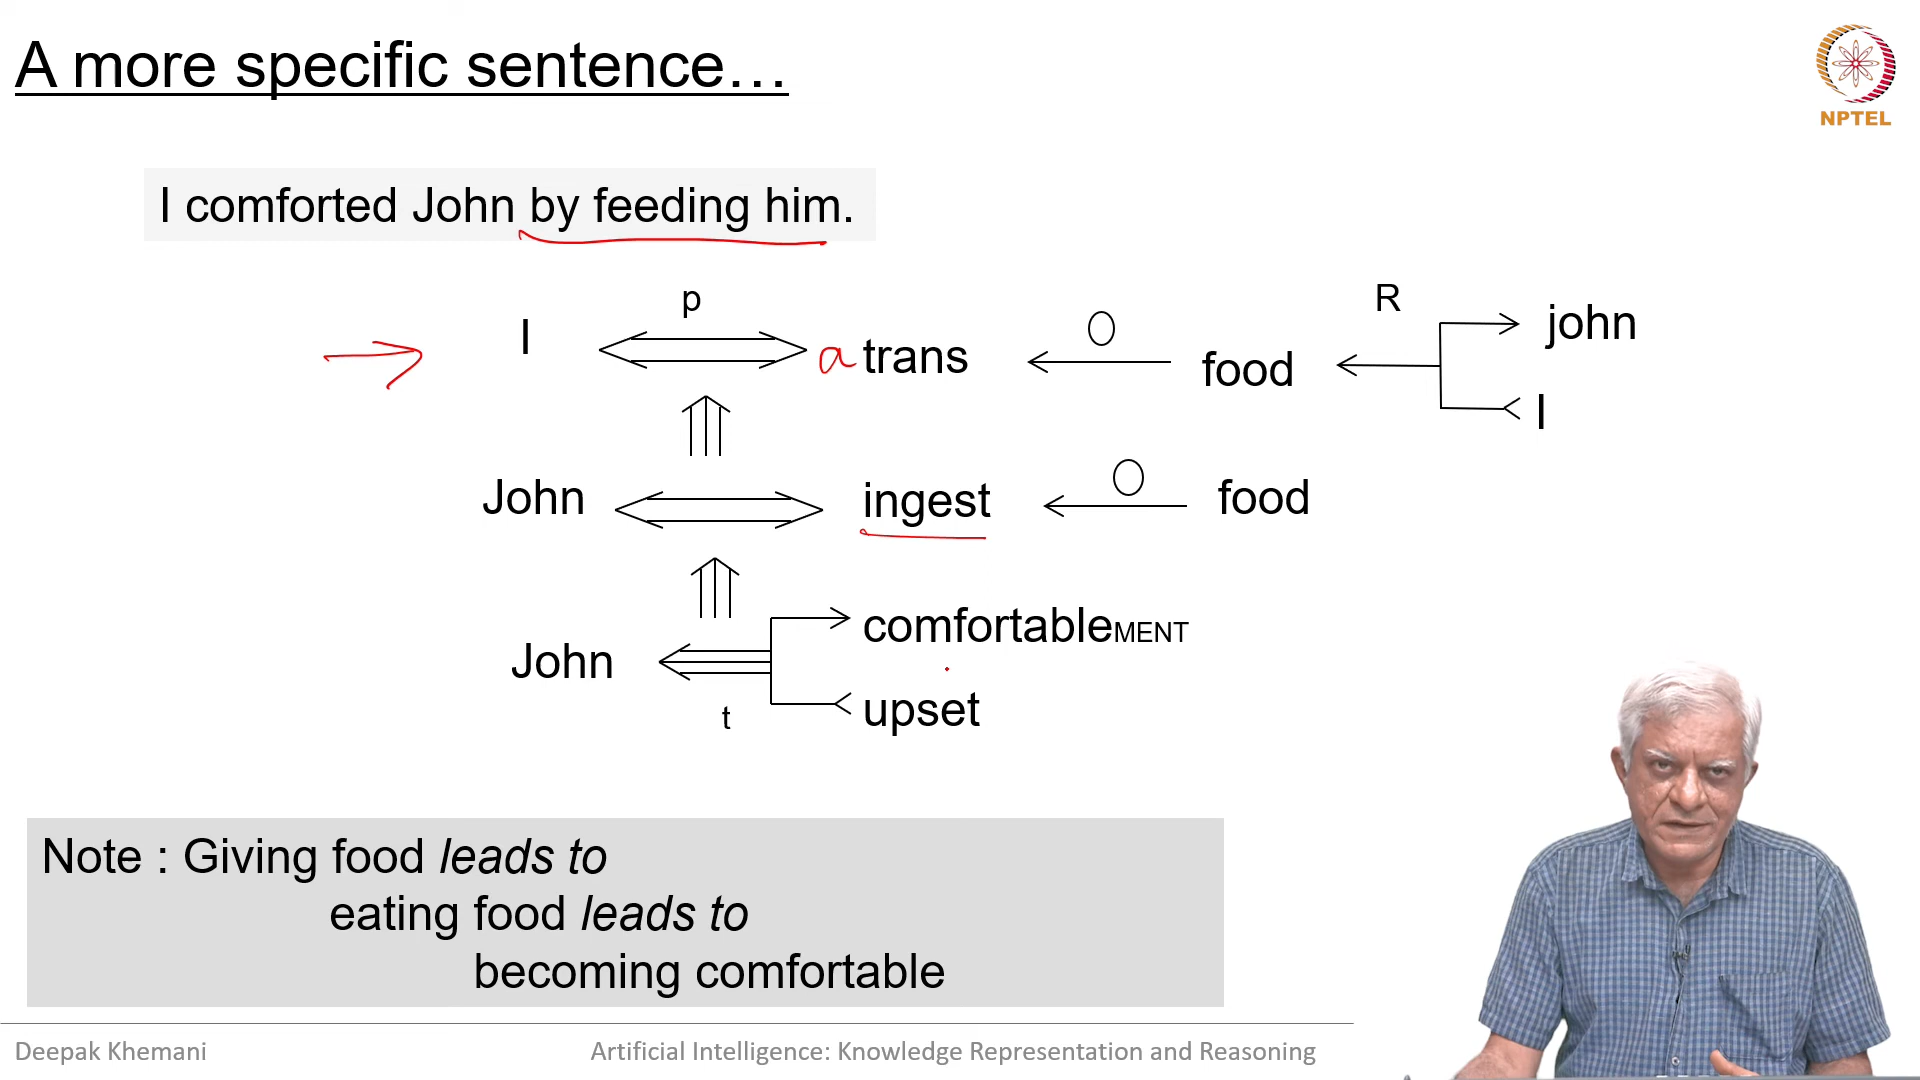 A more specific sentence...
NPTEL
I comforted John by feeding him.
p
O
R
I
a trans
food
john
I
John
ingest
O
food
John
comfortableMENT
t
upset
Note : Giving food leads to
eating food leads to
becoming comfortable
Deepak Khemani
Artificial Intelligence: Knowledge Representation and Reasoning